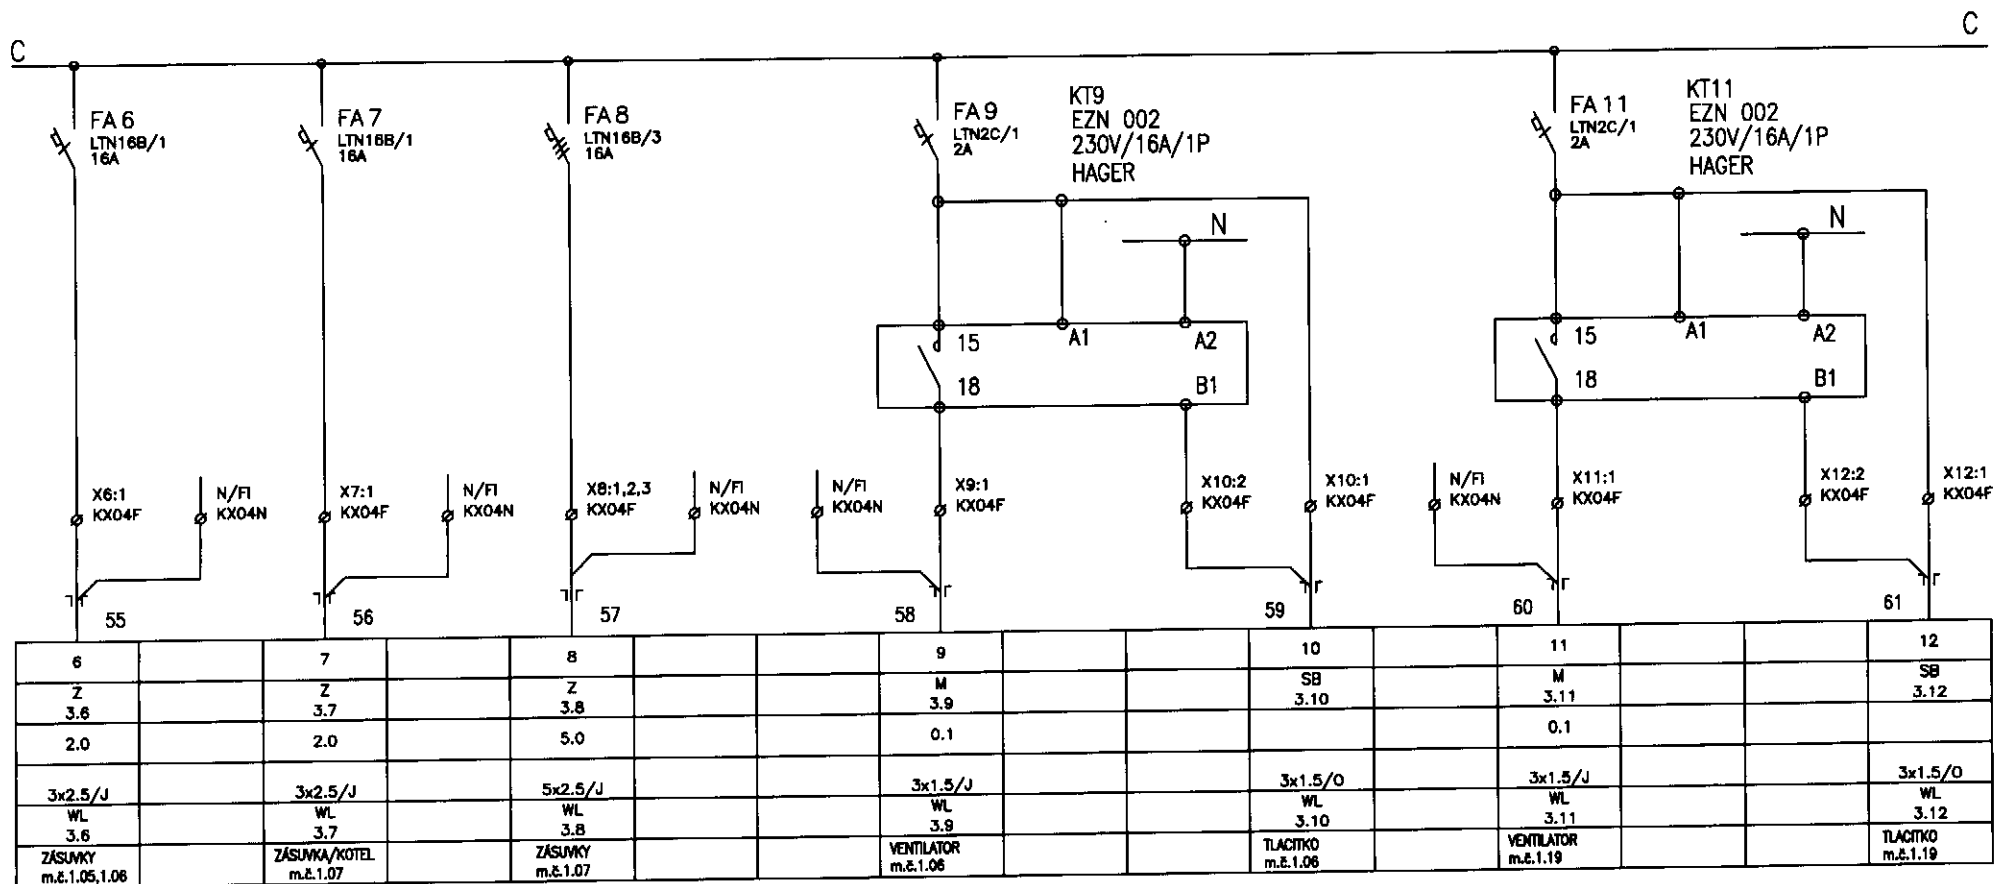 C
C
FA 6
LTN16B/1
16A
FA 7
LTN16B/1
16A
FA 8
LTN16B/3
16A
FA 9
LTN2C/1
2A
KT9
EZN 002
230V/16A/1P
HAGER
FA 11
LTN2C/1
2A
KT11
EZN 002
230V/16A/1P
HAGER
N
N
15
A1
A2
18
B1
15
A1
A2
18
B1
X6:1
KX04F
N/FI
KX04N
X7:1
KX04F
N/FI
KX04N
X8:1,2,3
KX04F
N/FI
KX04N
N/FI
KX04N
X9:1
KX04F
X10:2
KX04F
X10:1
KX04F
N/FI
KX04N
X11:1
KX04F
X12:2
KX04F
X12:1
KX04F
55
56
57
58
59
60
61
6 7 8 9 10 11 12
Z Z Z M SB M SB
3.6 3.7 3.8 3.9 3.10 3.11 3.12
2.0 2.0 5.0 0.1 0.1
3x2.5/J 3x2.5/J 5x2.5/J 3x1.5/J 3x1.5/O 3x1.5/J 3x1.5/O
WL WL WL WL WL WL WL
3.6 3.7 3.8 3.9 3.10 3.11 3.12
ZÁSUVKY ZÁSUVKA/KOTEL ZÁSUVKY VENTILATOR TLACITKO VENTILATOR TLACITKO
m.č.1.05,1.06 m.č.1.07 m.č.1.07 m.č.1.06 m.č.1.06 m.č.1.19 m.č.1.19